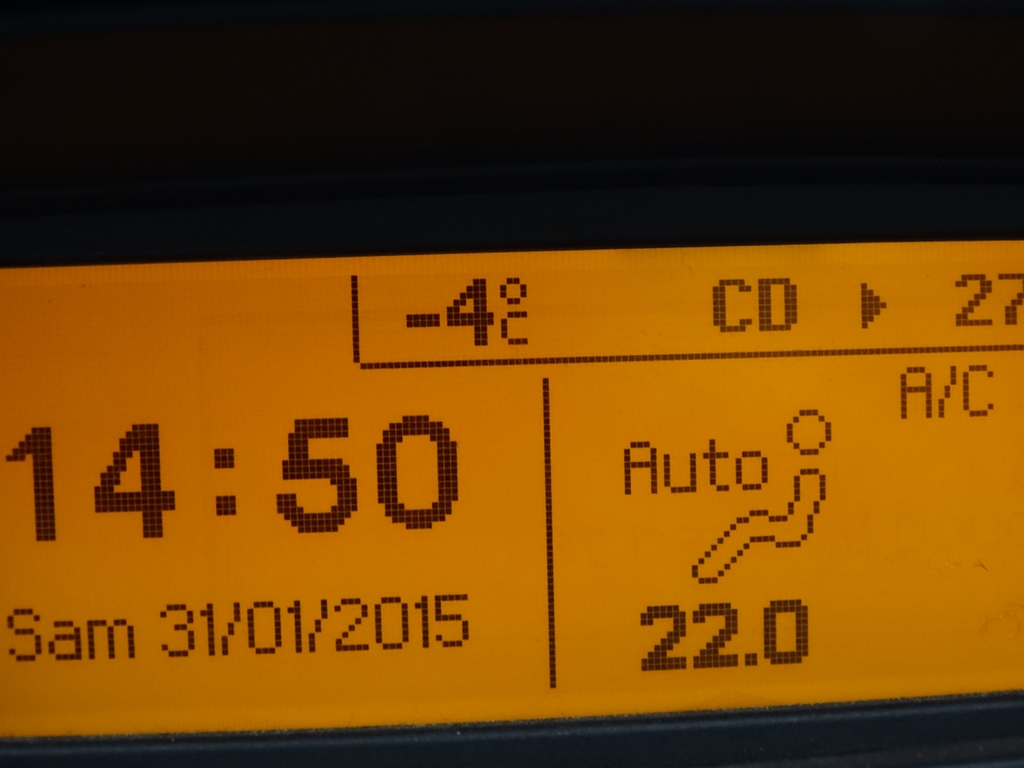 -4°C CD ▶ 27
A/C
14:50 Auto
Sam 31/01/2015 22.0